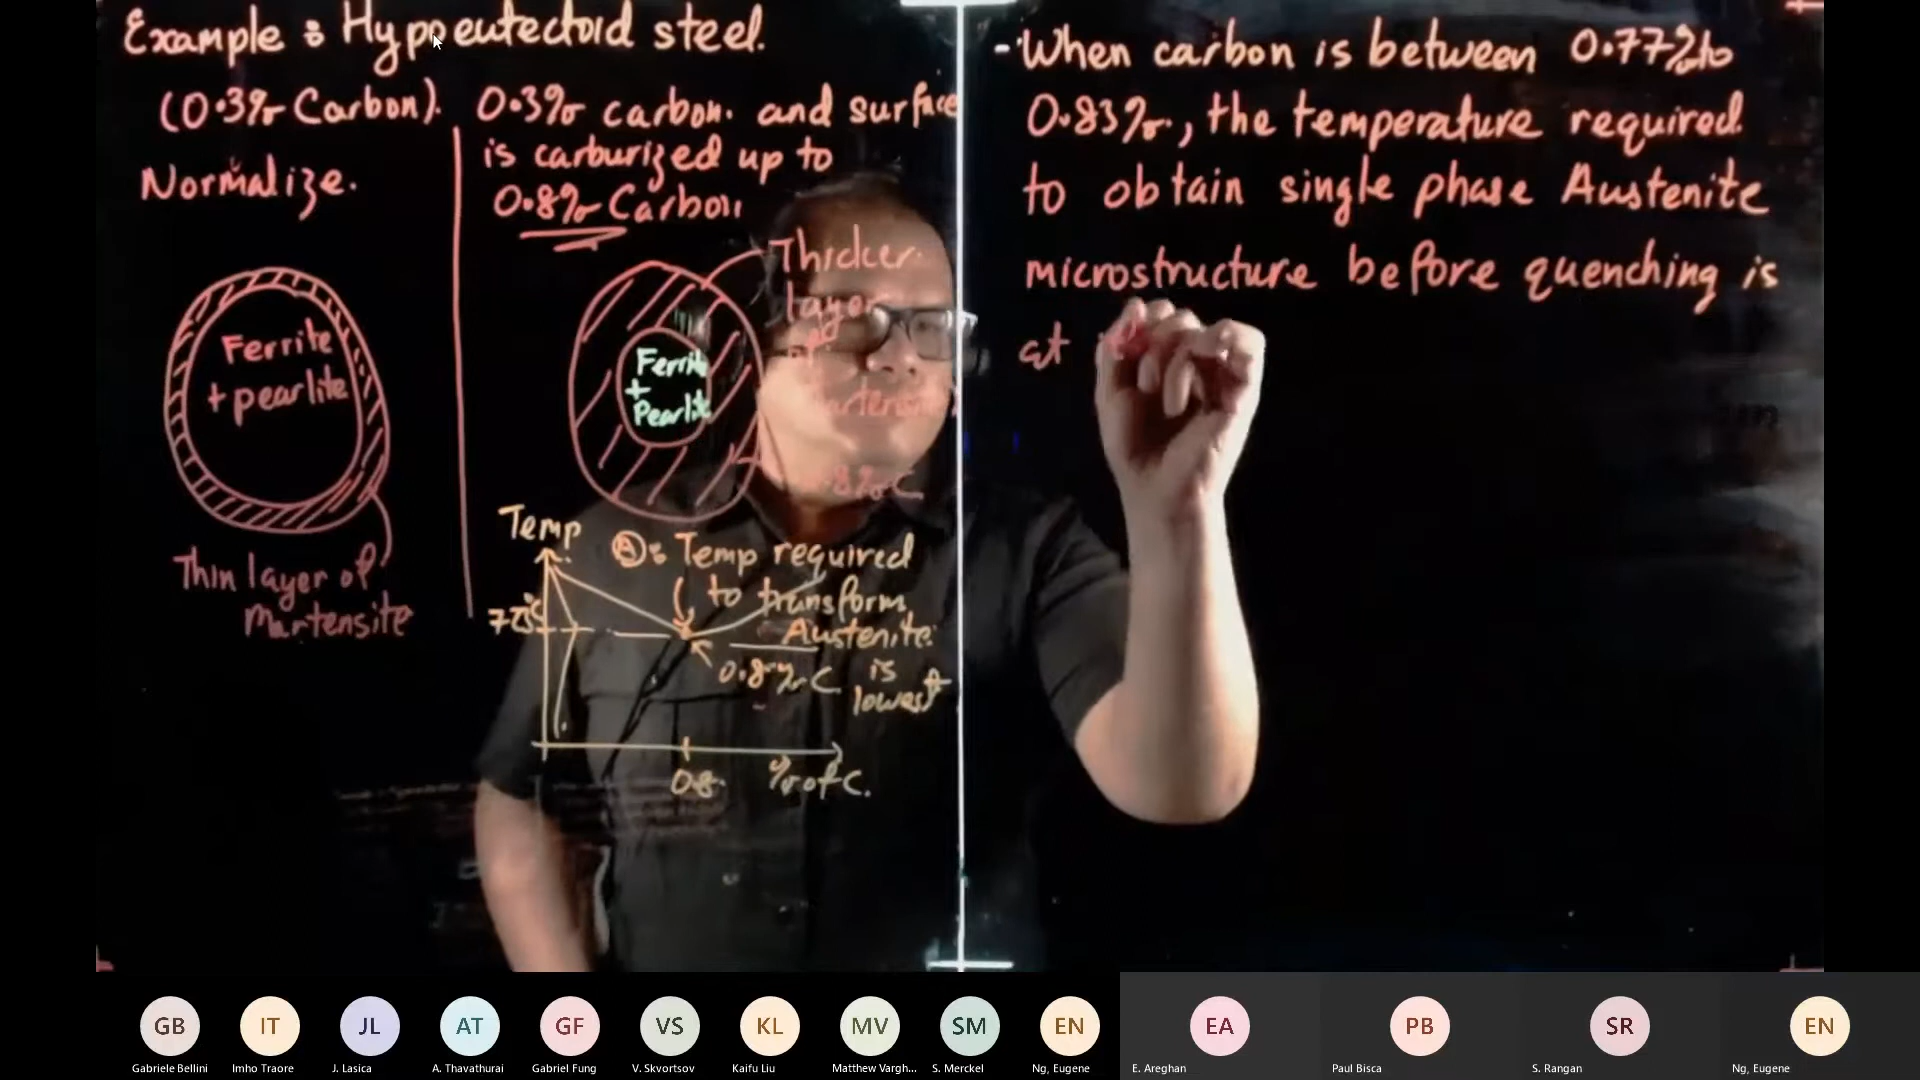 Example : Hypoeutectoid steel.
(0.3% Carbon).
Normalize.
Ferrite
+ pearlite
Thin layer of
Martensite
0.3% carbon. and surface
is carburized up to
0.8% Carbon
Thicker
layer
of
8% C
Ferrite
+
Pearlite
Temp
A : Temp required
to transform
Austenite
is
lowest
0.8% C
0.8
% of C.
- When carbon is between 0.77% to
0.83%, the temperature required
to obtain single phase Austenite
microstructure before quenching is
at
GB
IT
JL
AT
GF
VS
KL
MV
SM
EN
EA
PB
SR
EN
Gabriele Bellini
Imho Traore
J. Lasica
A. Thavathurai
Gabriel Fung
V. Skvortsov
Kaifu Liu
Matthew Vargh...
S. Merckel
Ng, Eugene
E. Areghan
Paul Bisca
S. Rangan
Ng, Eugene